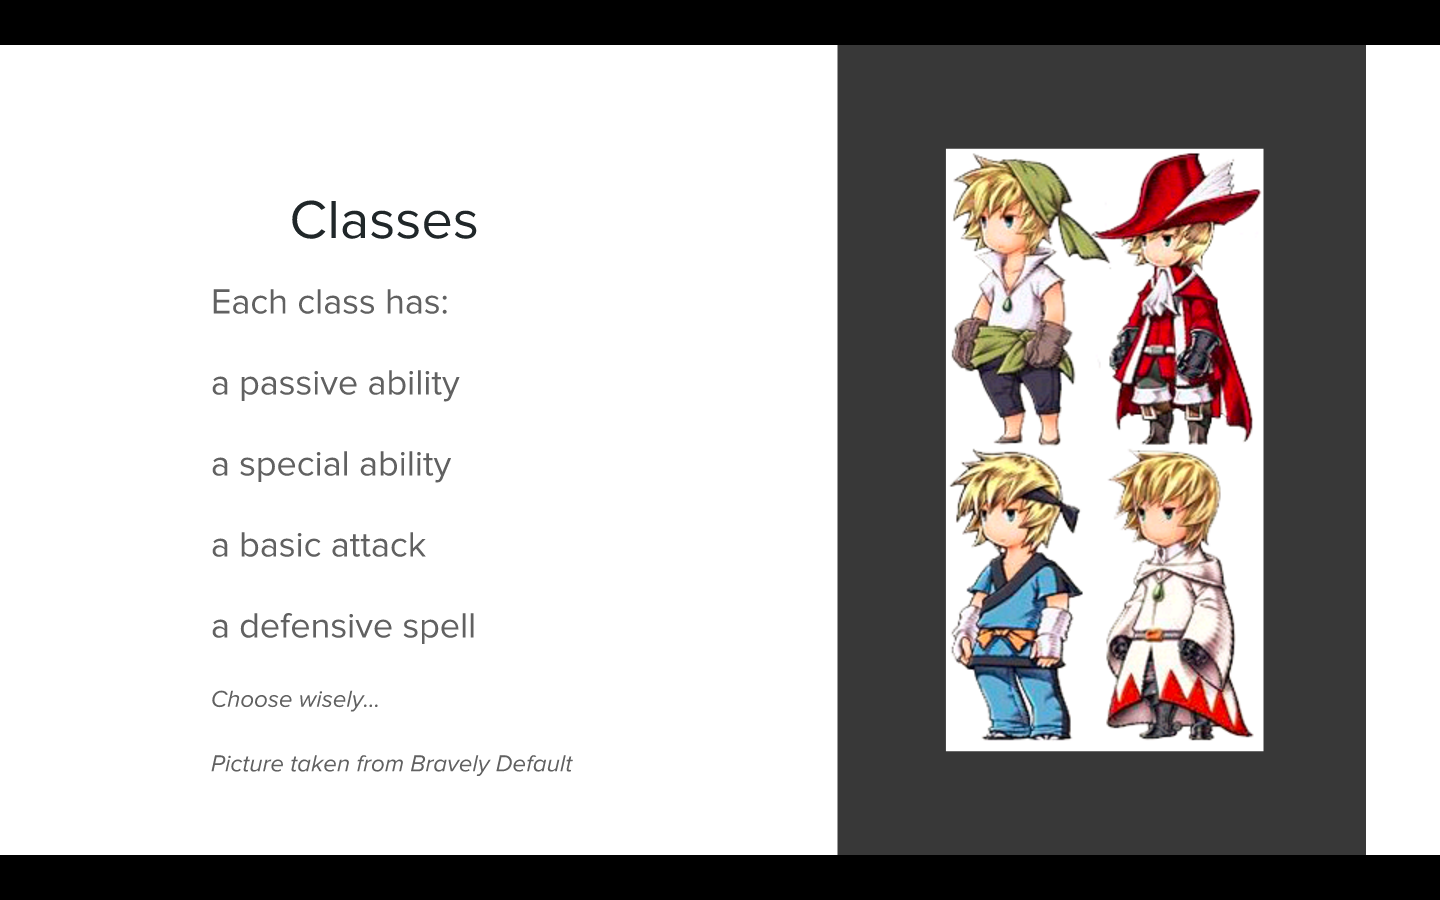 Classes
Each class has:
a passive ability
a special ability
a basic attack
a defensive spell
Choose wisely...
Picture taken from Bravely Default